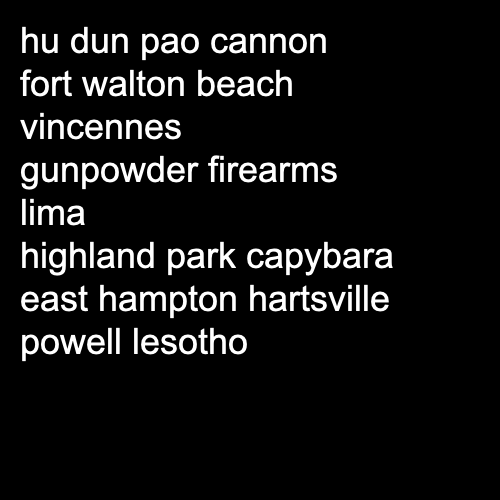 hu dun pao cannon
fort walton beach
vincennes
gunpowder firearms
lima
highland park capybara
east hampton hartsville
powell lesotho